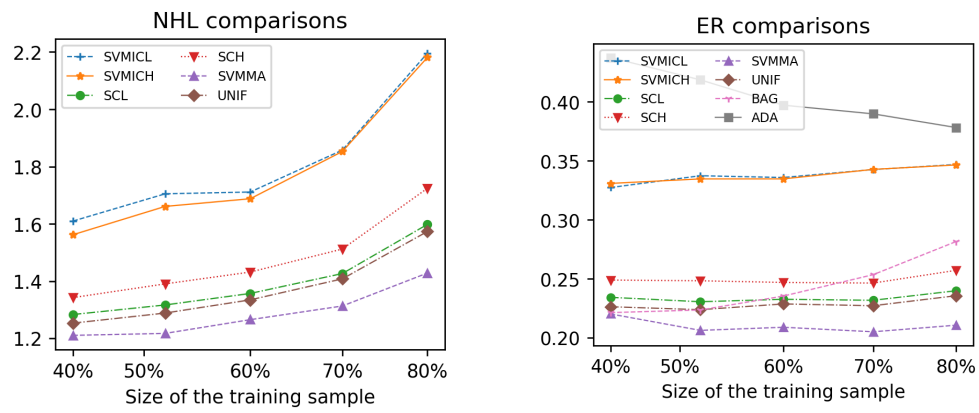 NHL comparisons
2.2
2.0
1.8
1.6
1.4
1.2
SVMICL
SVMICH
SCL
SCH
SVMMA
UNIF
40% 50% 60% 70% 80%
Size of the training sample
ER comparisons
0.40
0.35
0.30
0.25
0.20
SVMICL
SVMICH
SCL
SCH
SVMMA
UNIF
BAG
ADA
40% 50% 60% 70% 80%
Size of the training sample